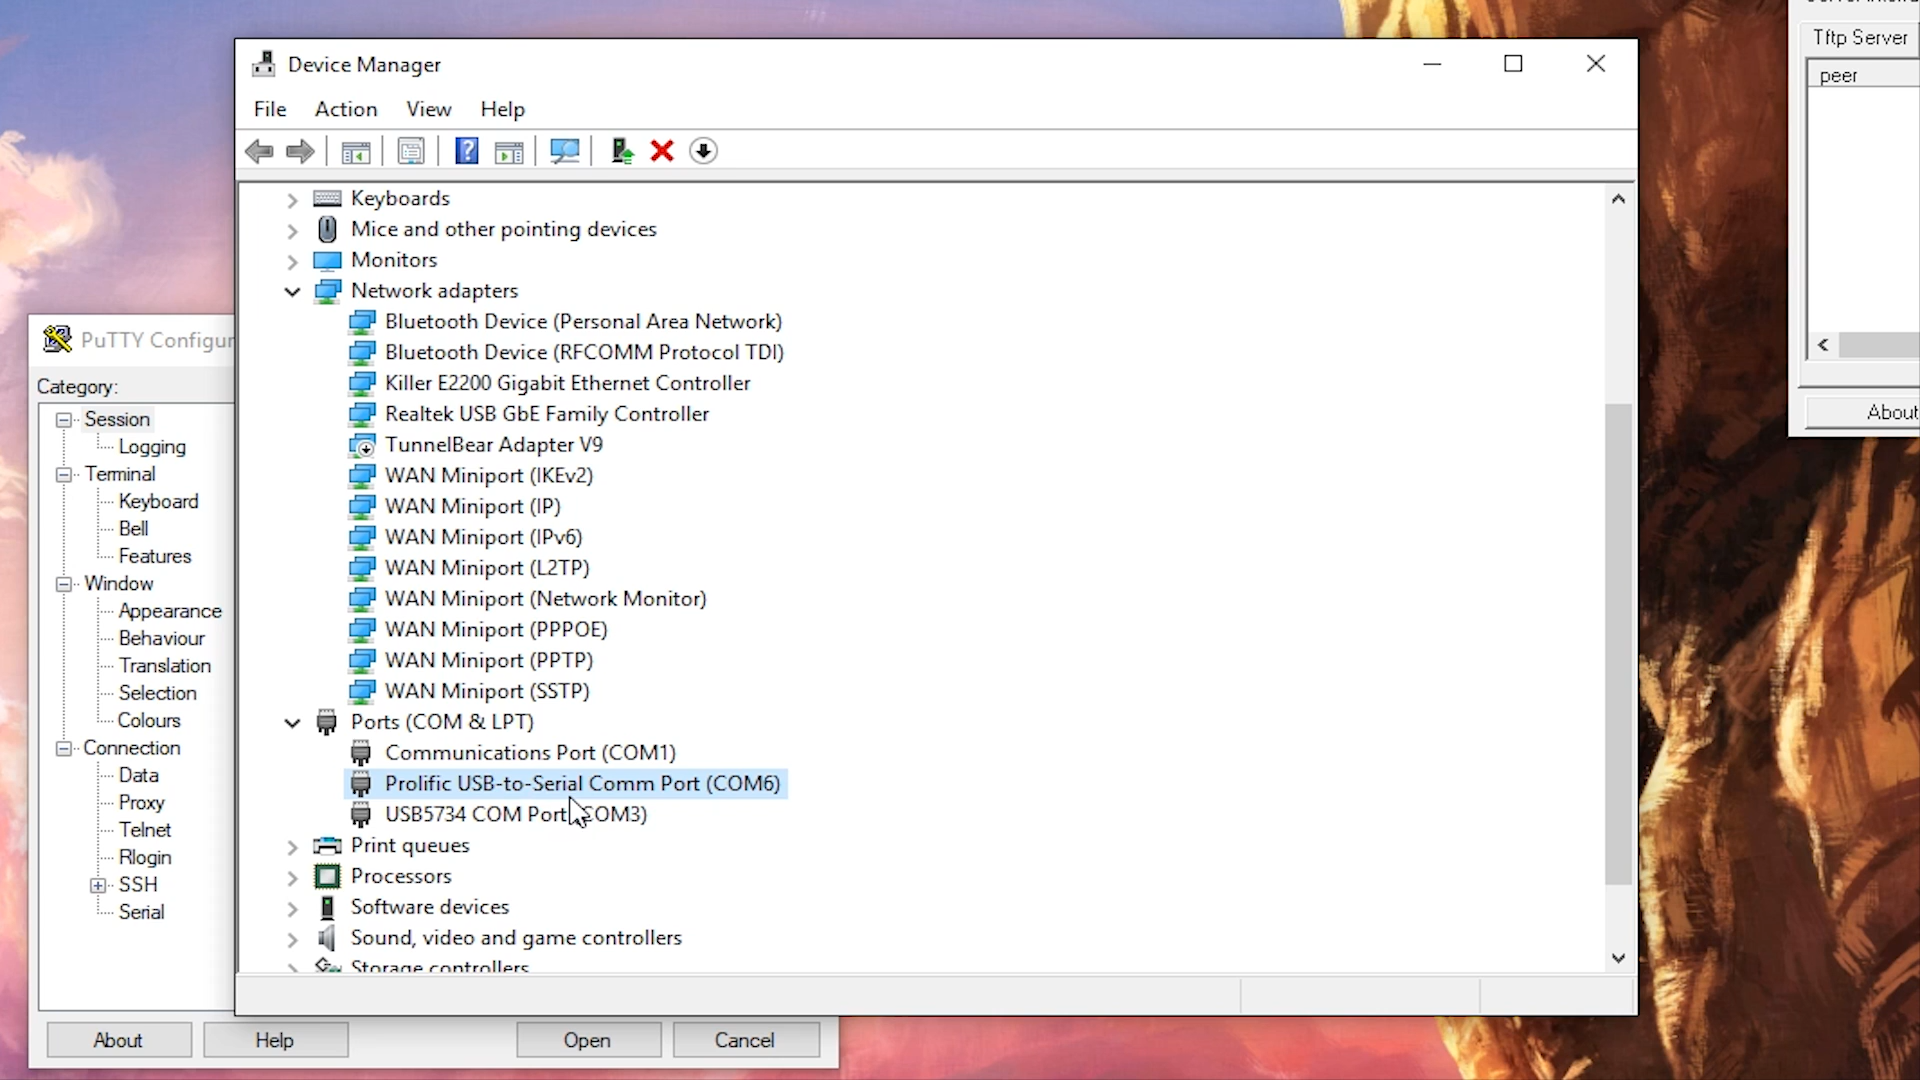 Device Manager
File Action View Help
Keyboards
Mice and other pointing devices
Monitors
Network adapters
Bluetooth Device (Personal Area Network)
Bluetooth Device (RFCOMM Protocol TDI)
Killer E2200 Gigabit Ethernet Controller
Realtek USB GbE Family Controller
TunnelBear Adapter V9
WAN Miniport (IKEv2)
WAN Miniport (IP)
WAN Miniport (IPv6)
WAN Miniport (L2TP)
WAN Miniport (Network Monitor)
WAN Miniport (PPPOE)
WAN Miniport (PPTP)
WAN Miniport (SSTP)
Ports (COM & LPT)
Communications Port (COM1)
Prolific USB-to-Serial Comm Port (COM6)
USB5734 COM Port (COM3)
Print queues
Processors
Software devices
Sound, video and game controllers
Storage controllers
PuTTY Configur
Category:
Session
Logging
Terminal
Keyboard
Bell
Features
Window
Appearance
Behaviour
Translation
Selection
Colours
Connection
Data
Proxy
Telnet
Rlogin
SSH
Serial
About Help Open Cancel
Tftp Server
peer
About